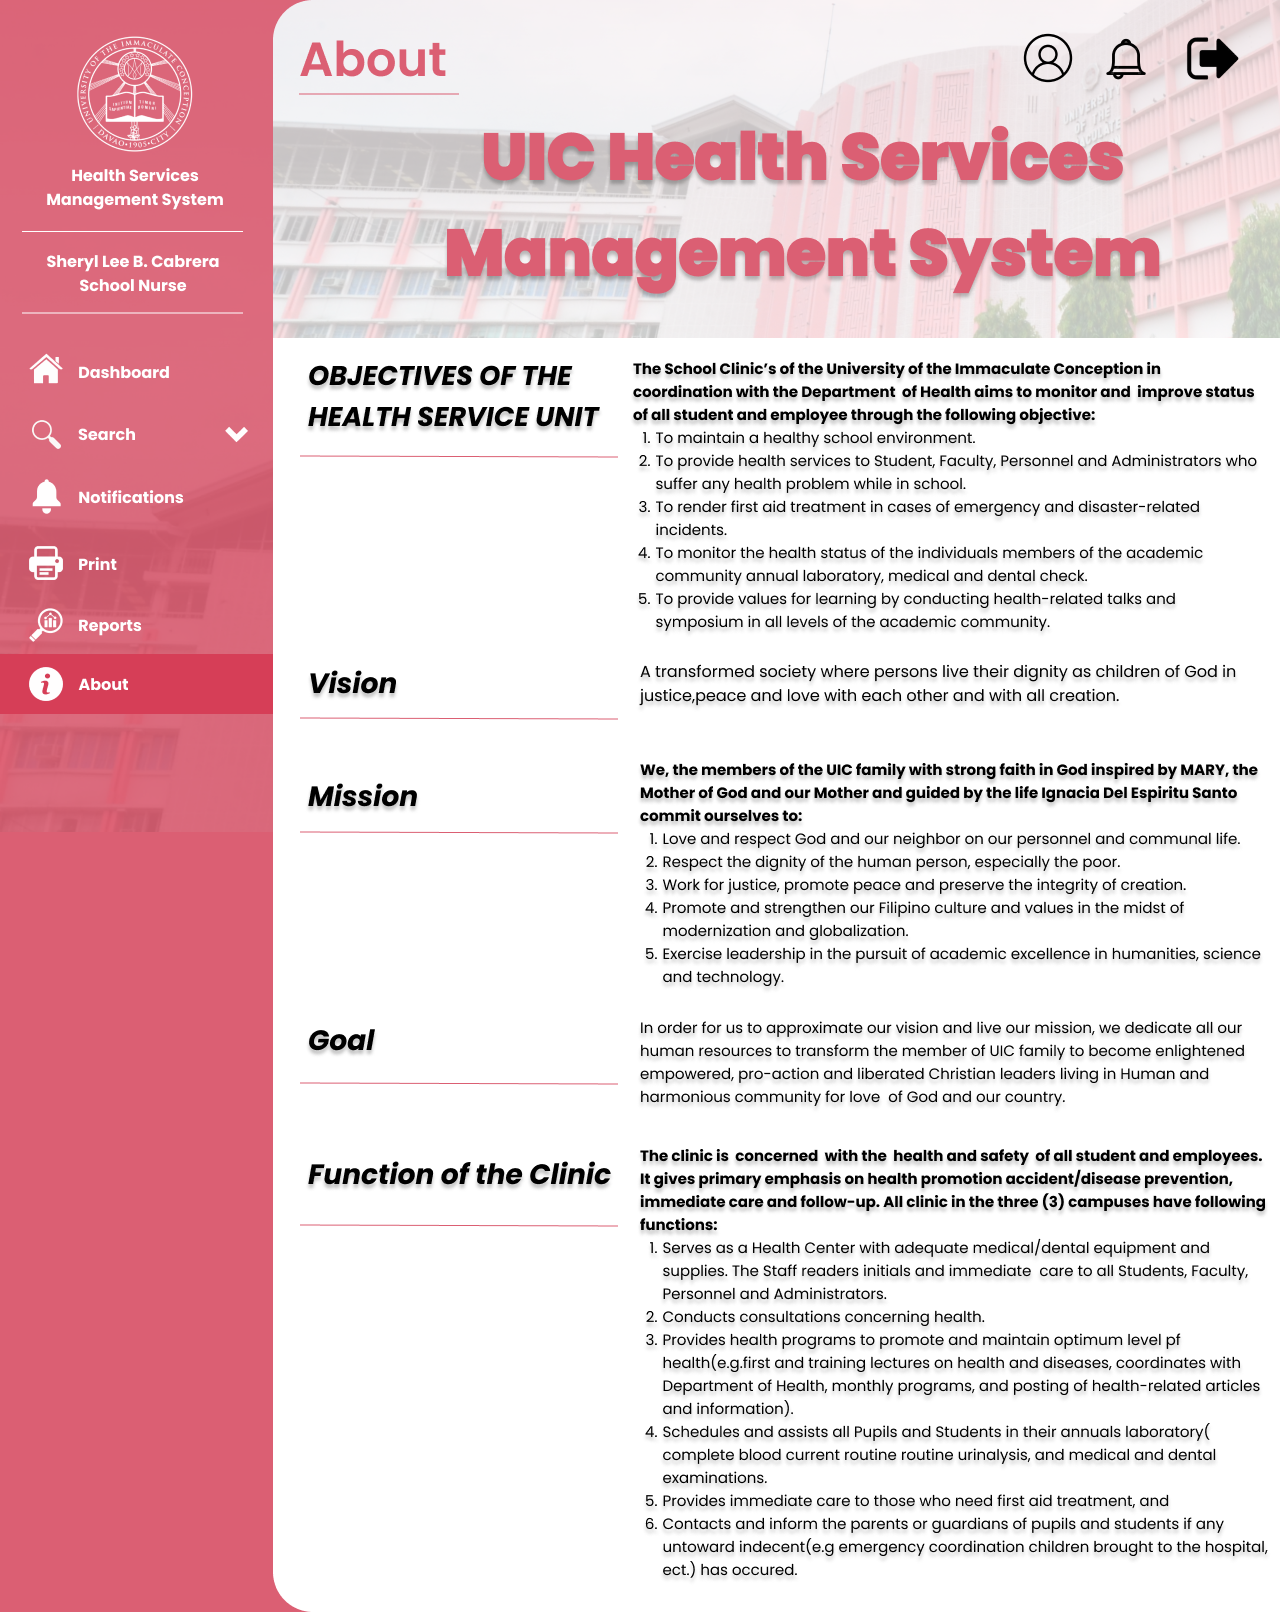 UNIVERSITY OF THE IMMACULATE CONCEPTION
DAVAO•1905•CITY
Health Services
Management System
Sheryl Lee B. Cabrera
School Nurse
Dashboard
Search
Notifications
Print
Reports
About
About
UNIVERSITY
OF THE
UIC Health Services
Management System
OBJECTIVES OF THE
HEALTH SERVICE UNIT
The School Clinic's of the University of the Immaculate Conception in
coordination with the Department  of Health aims to monitor and  improve status
of all student and employee through the following objective:
1. To maintain a healthy school environment.
2. To provide health services to Student, Faculty, Personnel and Administrators who
suffer any health problem while in school.
3. To render first aid treatment in cases of emergency and disaster-related
incidents.
4. To monitor the health status of the individuals members of the academic
community annual laboratory, medical and dental check.
5. To provide values for learning by conducting health-related talks and
symposium in all levels of the academic community.
Vision
A transformed society where persons live their dignity as children of God in
justice,peace and love with each other and with all creation.
Mission
We, the members of the UIC family with strong faith in God inspired by MARY, the
Mother of God and our Mother and guided by the life Ignacia Del Espiritu Santo
commit ourselves to:
1. Love and respect God and our neighbor on our personnel and communal life.
2. Respect the dignity of the human person, especially the poor.
3. Work for justice, promote peace and preserve the integrity of creation.
4. Promote and strengthen our Filipino culture and values in the midst of
modernization and globalization.
5. Exercise leadership in the pursuit of academic excellence in humanities, science
and technology.
Goal
In order for us to approximate our vision and live our mission, we dedicate all our
human resources to transform the member of UIC family to become enlightened
empowered, pro-action and liberated Christian leaders living in Human and
harmonious community for love  of God and our country.
Function of the Clinic
The clinic is  concerned  with the  health and safety  of all student and employees.
It gives primary emphasis on health promotion accident/disease prevention,
immediate care and follow-up. All clinic in the three (3) campuses have following
functions:
1. Serves as a Health Center with adequate medical/dental equipment and
supplies. The Staff readers initials and immediate  care to all Students, Faculty,
Personnel and Administrators.
2. Conducts consultations concerning health.
3. Provides health programs to promote and maintain optimum level pf
health(e.g.first and training lectures on health and diseases, coordinates with
Department of Health, monthly programs, and posting of health-related articles
and information).
4. Schedules and assists all Pupils and Students in their annuals laboratory(
complete blood current routine routine urinalysis, and medical and dental
examinations.
5. Provides immediate care to those who need first aid treatment, and
6. Contacts and inform the parents or guardians of pupils and students if any
untoward indecent(e.g emergency coordination children brought to the hospital,
ect.) has occured.